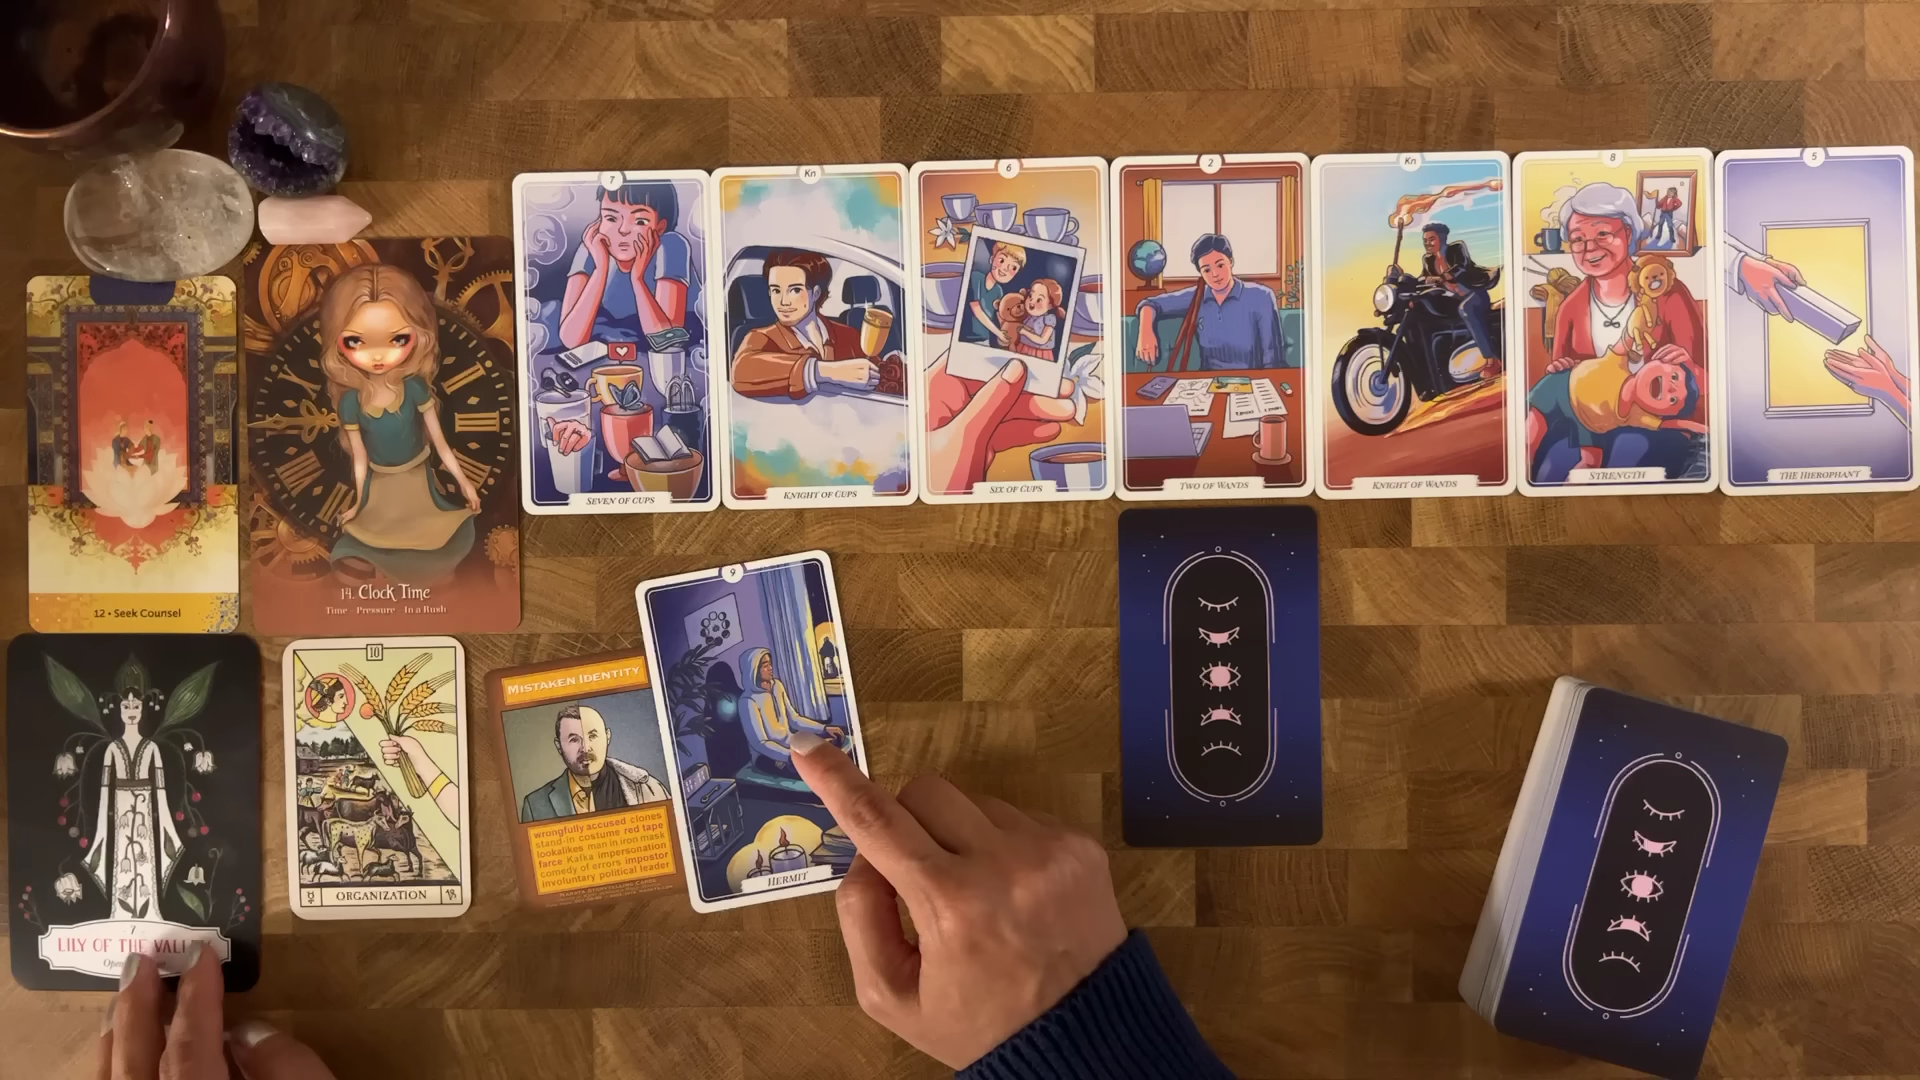 7
SEVEN OF CUPS
Kn
KNIGHT OF CUPS
6
SIX OF CUPS
2
TWO OF WANDS
Kn
KNIGHT OF WANDS
8
STRENGTH
5
THE HIEROPHANT
12 • Seek Counsel
14. Clock Time
Time - Pressure - In a Rush
7
LILY OF THE VALL
10
ORGANIZATION
MISTAKEN IDENTITY
wrongfully accused clones
stand-in costume red tape
lookalikes man in iron mask
farce Kafka impersonation
comedy of errors impostor
involuntary political leader
9
HERMIT